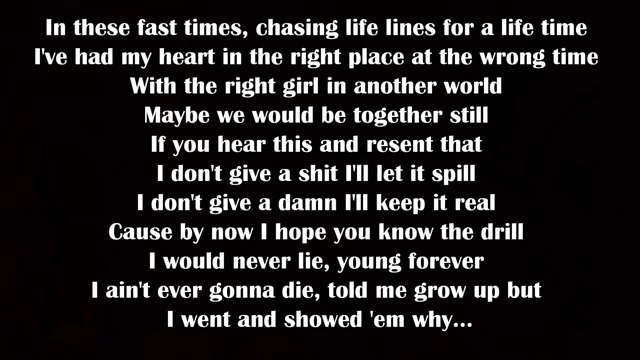 In these fast times, chasing life lines for a life time
I've had my heart in the right place at the wrong time
With the right girl in another world
Maybe we would be together still
If you hear this and resent that
I don't give a shit I'll let it spill
I don't give a damn I'll keep it real
Cause by now I hope you know the drill
I would never lie, young forever
I ain't ever gonna die, told me grow up but
I went and showed 'em why...